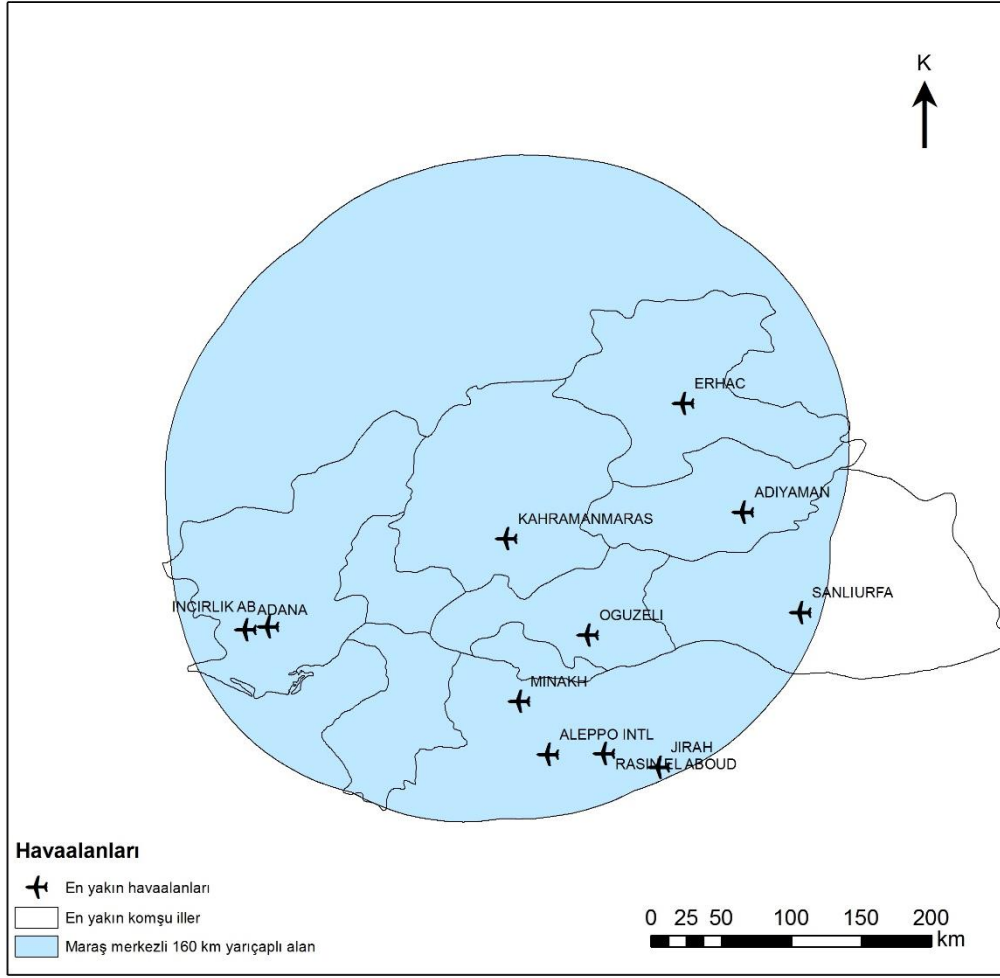 K
ERHAC
ADIYAMAN
KAHRAMANMARAS
SANLIURFA
INCIRLIK AB
ADANA
OGUZELI
MINAKH
ALEPPO INTL
JIRAH
RASIN EL ABOUD
Havaalanları
En yakın havaalanları
En yakın komşu iller
Maraş merkezli 160 km yarıçaplı alan
0 25 50 100 150 200
km